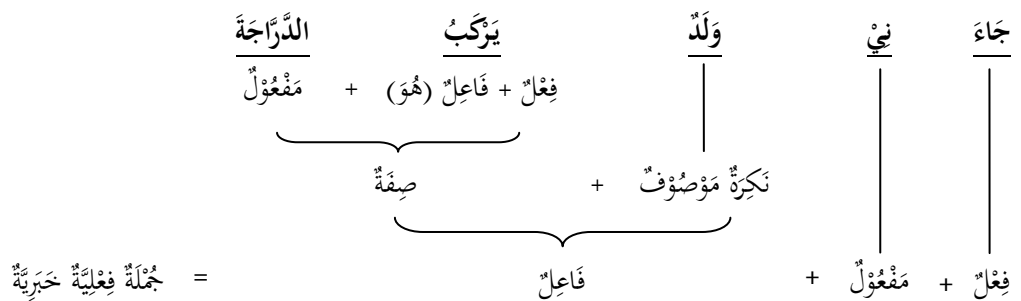 جَاءَ نِيْ وَلَدٌ يَرْكَبُ الدَّرَّاجَةَ
فِعْلٌ + فَاعِلٌ (هُوَ) + مَفْعُوْلٌ
نَكِرَةٌ مَوْصُوْفٌ + صِفَةٌ
فِعْلٌ + مَفْعُوْلٌ + فَاعِلٌ = جُمْلَةٌ فِعْلِيَّةٌ خَبَرِيَّةٌ